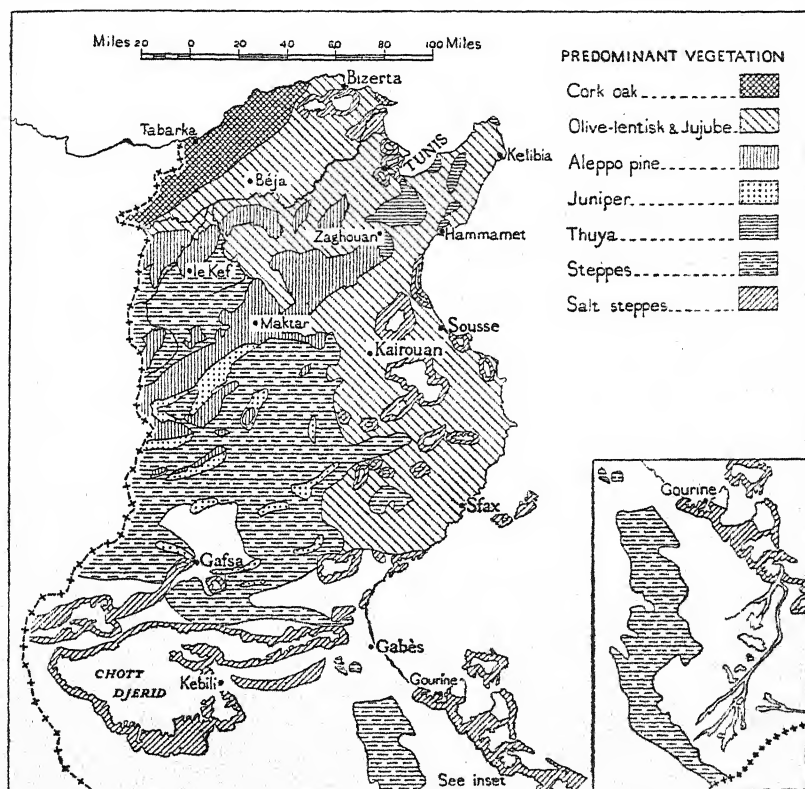 Miles 20 0 20 40 60 80 100 Miles
PREDOMINANT VEGETATION
Cork oak
Olive-lentisk & Jujube
Aleppo pine
Juniper
Thuya
Steppes
Salt steppes
Bizerta
Tabarka
TUNIS
Kelibia
Béja
Zaghouan
Hammamet
le Kef
Maktar
Sousse
Kairouan
Sfax
Gafsa
Gabès
CHOTT
DJERID
Kebili
Gourine
See inset
Gourine